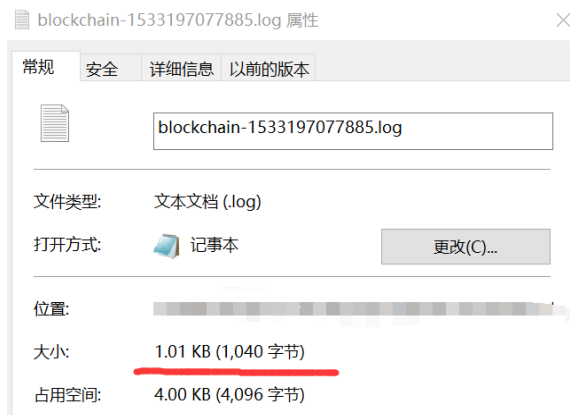 blockchain-1533197077885.log 属性
常规 安全 详细信息 以前的版本
blockchain-1533197077885.log
文件类型: 文本文档 (.log)
打开方式: 记事本 更改(C)...
位置:
大小: 1.01 KB (1,040 字节)
占用空间: 4.00 KB (4,096 字节)